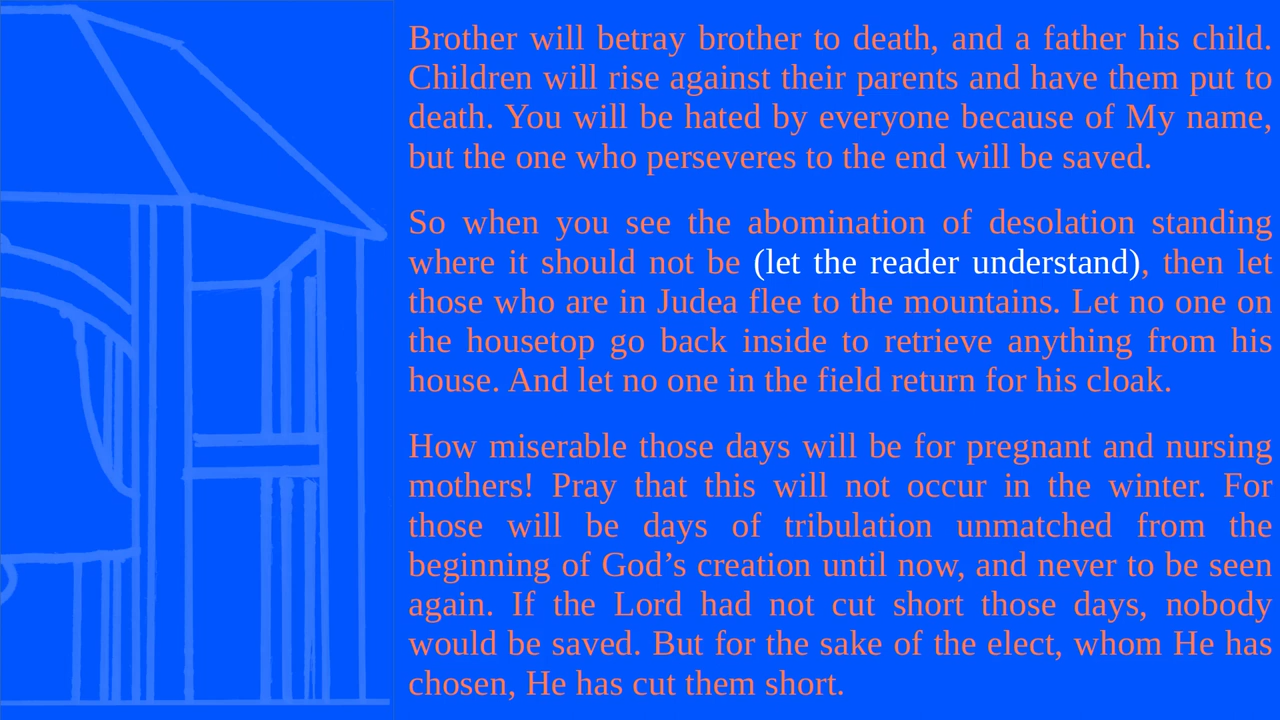 Brother will betray brother to death, and a father his child.
Children will rise against their parents and have them put to
death. You will be hated by everyone because of My name,
but the one who perseveres to the end will be saved.
So when you see the abomination of desolation standing
where it should not be (let the reader understand), then let
those who are in Judea flee to the mountains. Let no one on
the housetop go back inside to retrieve anything from his
house. And let no one in the field return for his cloak.
How miserable those days will be for pregnant and nursing
mothers! Pray that this will not occur in the winter. For
those will be days of tribulation unmatched from the
beginning of God’s creation until now, and never to be seen
again. If the Lord had not cut short those days, nobody
would be saved. But for the sake of the elect, whom He has
chosen, He has cut them short.